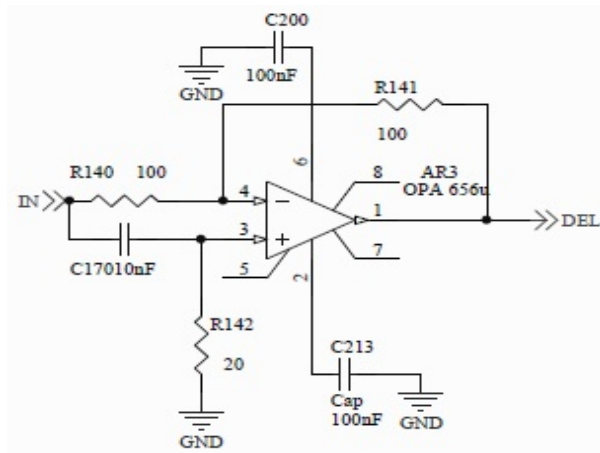 C200
100nF
GND
R141
100
R140 100
6
8 AR3
OPA 656u
IN
4 −
1
DEL
3 +
7
C17010nF
5
2
R142
20
C213
Cap
100nF
GND
GND